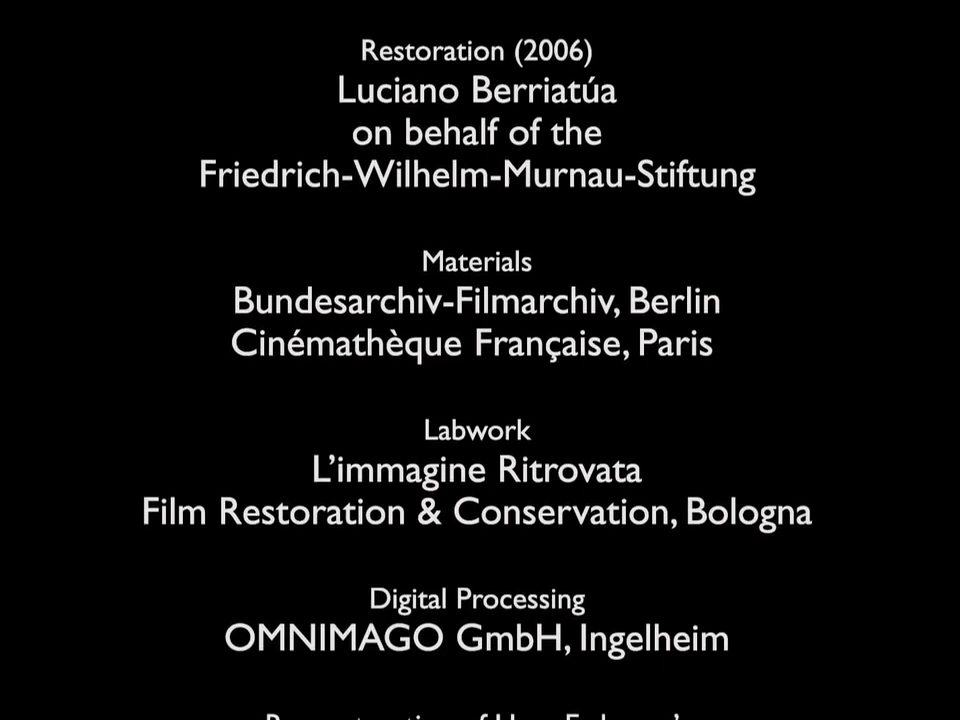 Restoration (2006)
Luciano Berriatúa
on behalf of the
Friedrich-Wilhelm-Murnau-Stiftung
Materials
Bundesarchiv-Filmarchiv, Berlin
Cinémathèque Française, Paris
Labwork
L’immagine Ritrovata
Film Restoration & Conservation, Bologna
Digital Processing
OMNIMAGO GmbH, Ingelheim